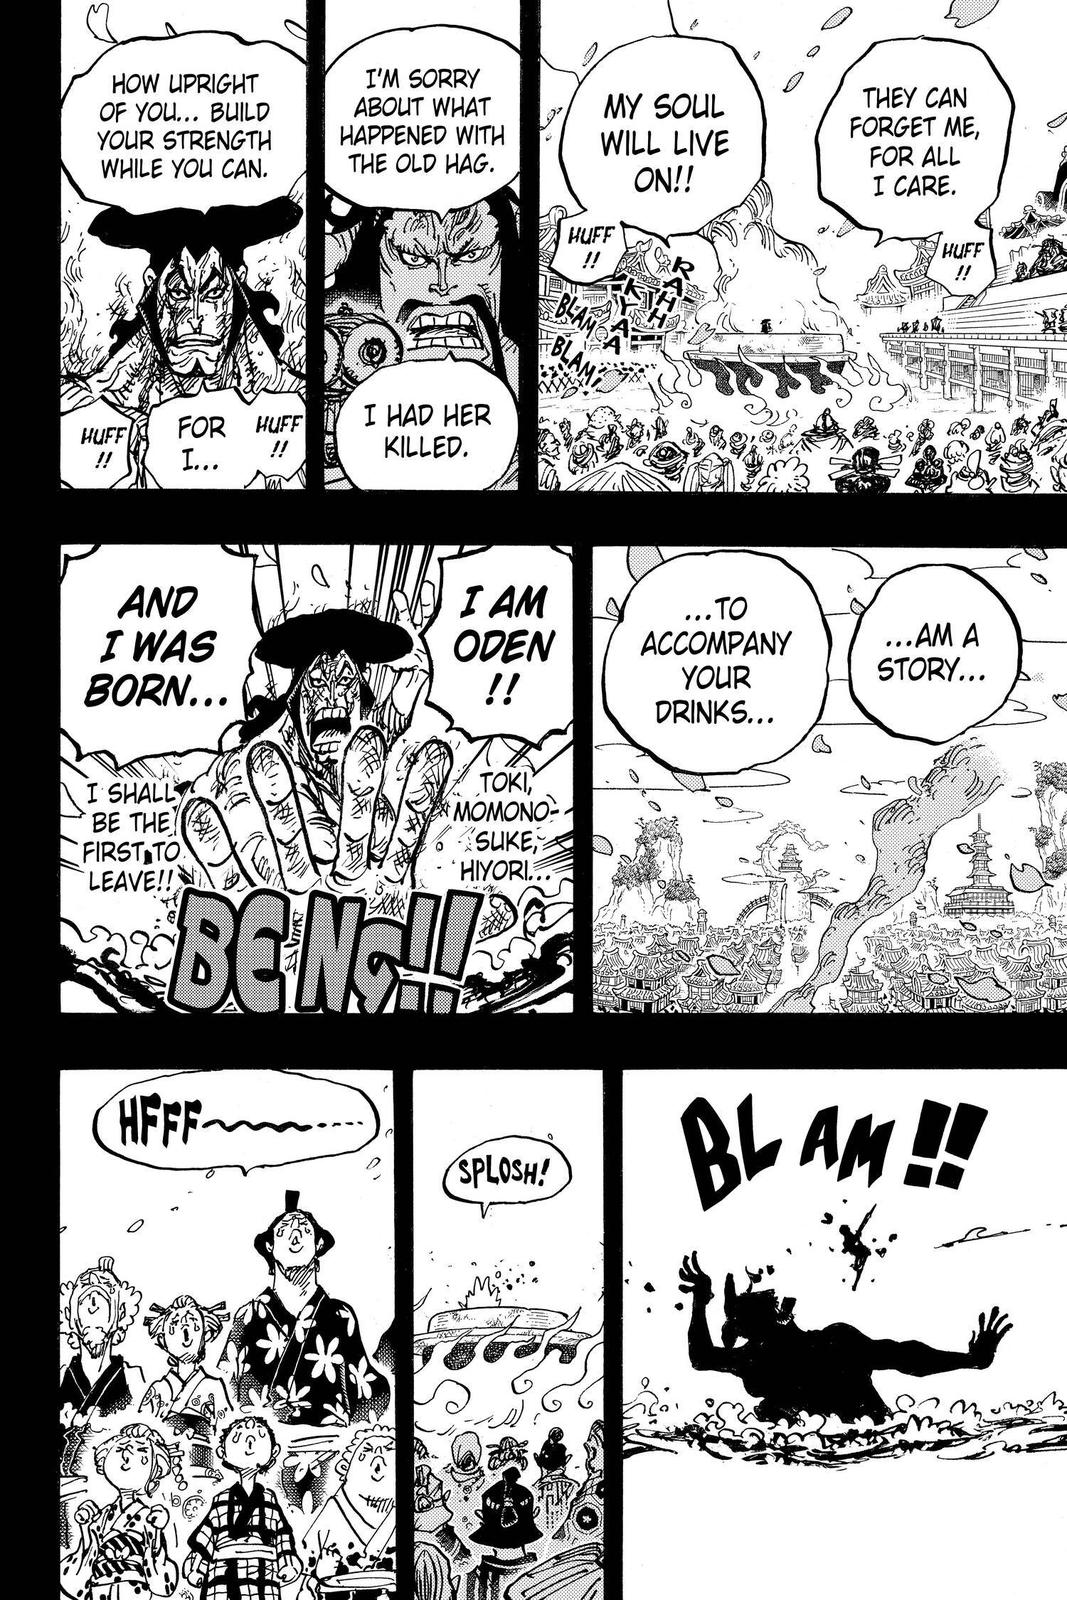 THEY CAN
FORGET ME,
FOR ALL
I CARE.
HUFF
!!
MY SOUL
WILL LIVE
ON!!
HUFF
!!
RAHHH
KYAAA
BLAM
BLAM!
I'M SORRY
ABOUT WHAT
HAPPENED WITH
THE OLD HAG.
I HAD HER
KILLED.
HOW UPRIGHT
OF YOU... BUILD
YOUR STRENGTH
WHILE YOU CAN.
HUFF
!!
FOR
I...
HUFF
!!
...AM A
STORY...
...TO
ACCOMPANY
YOUR
DRINKS...
I AM
ODEN
!!
AND
I WAS
BORN...
TOKI,
MOMONO-
SUKE,
HIYORI...
I SHALL
BE THE
FIRST TO
LEAVE!!
BENG!!
BLAM!!
SPLOSH!
HFFF